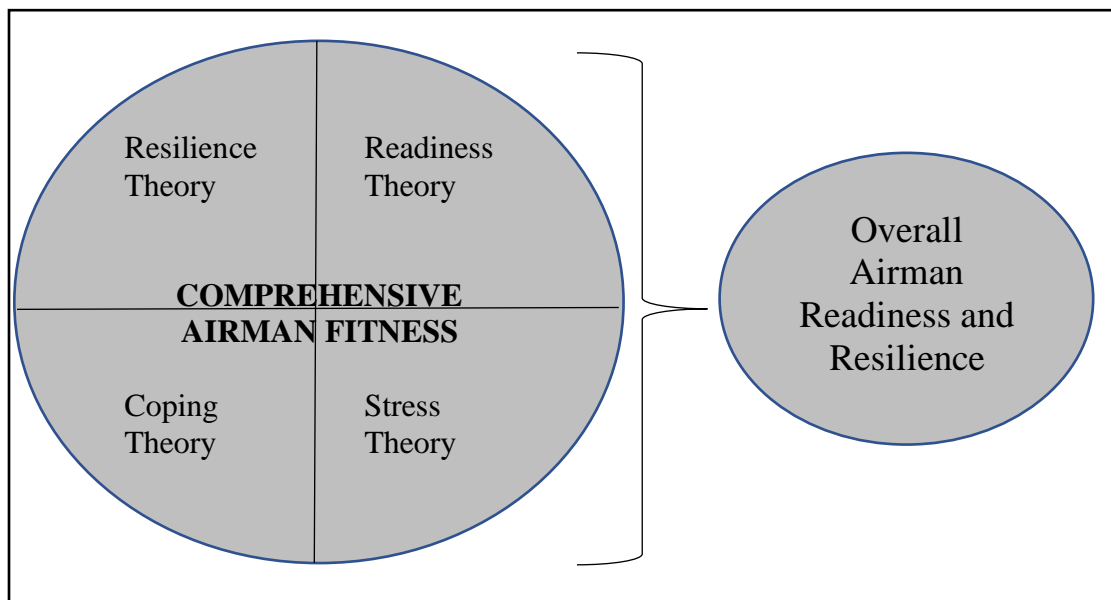 Resilience
Theory
Readiness
Theory
COMPREHENSIVE
AIRMAN FITNESS
Coping
Theory
Stress
Theory
Overall
Airman
Readiness and
Resilience